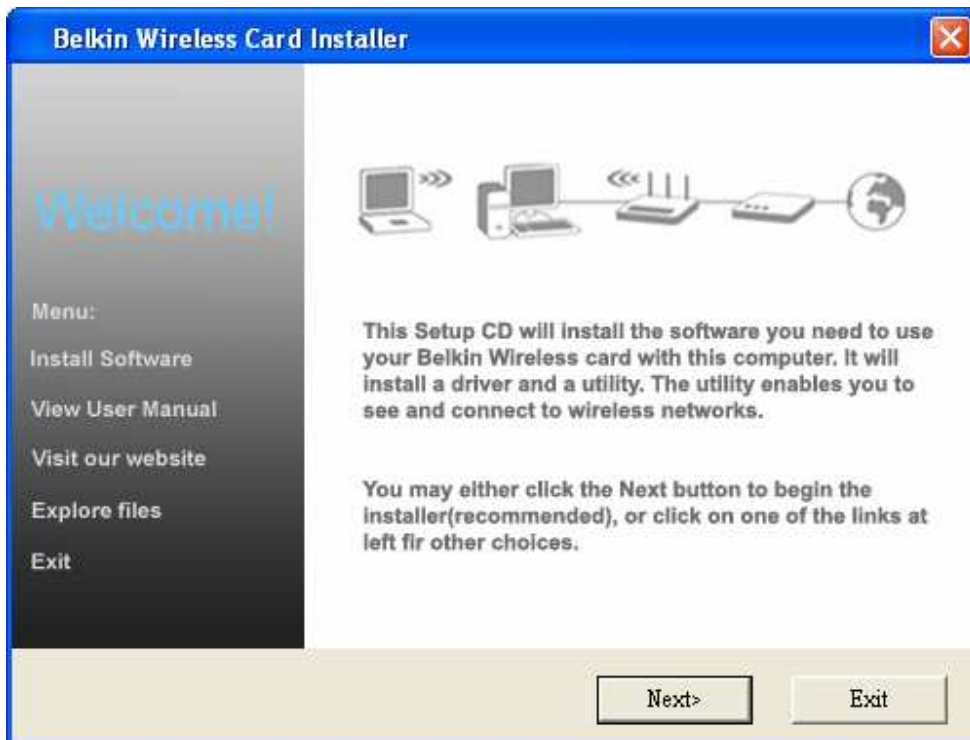 Belkin Wireless Card Installer
Welcome!
Menu:
Install Software
View User Manual
Visit our website
Explore files
Exit
This Setup CD will install the software you need to use
your Belkin Wireless card with this computer. It will
install a driver and a utility. The utility enables you to
see and connect to wireless networks.
You may either click the Next button to begin the
installer(recommended), or click on one of the links at
left fir other choices.
Next>
Exit